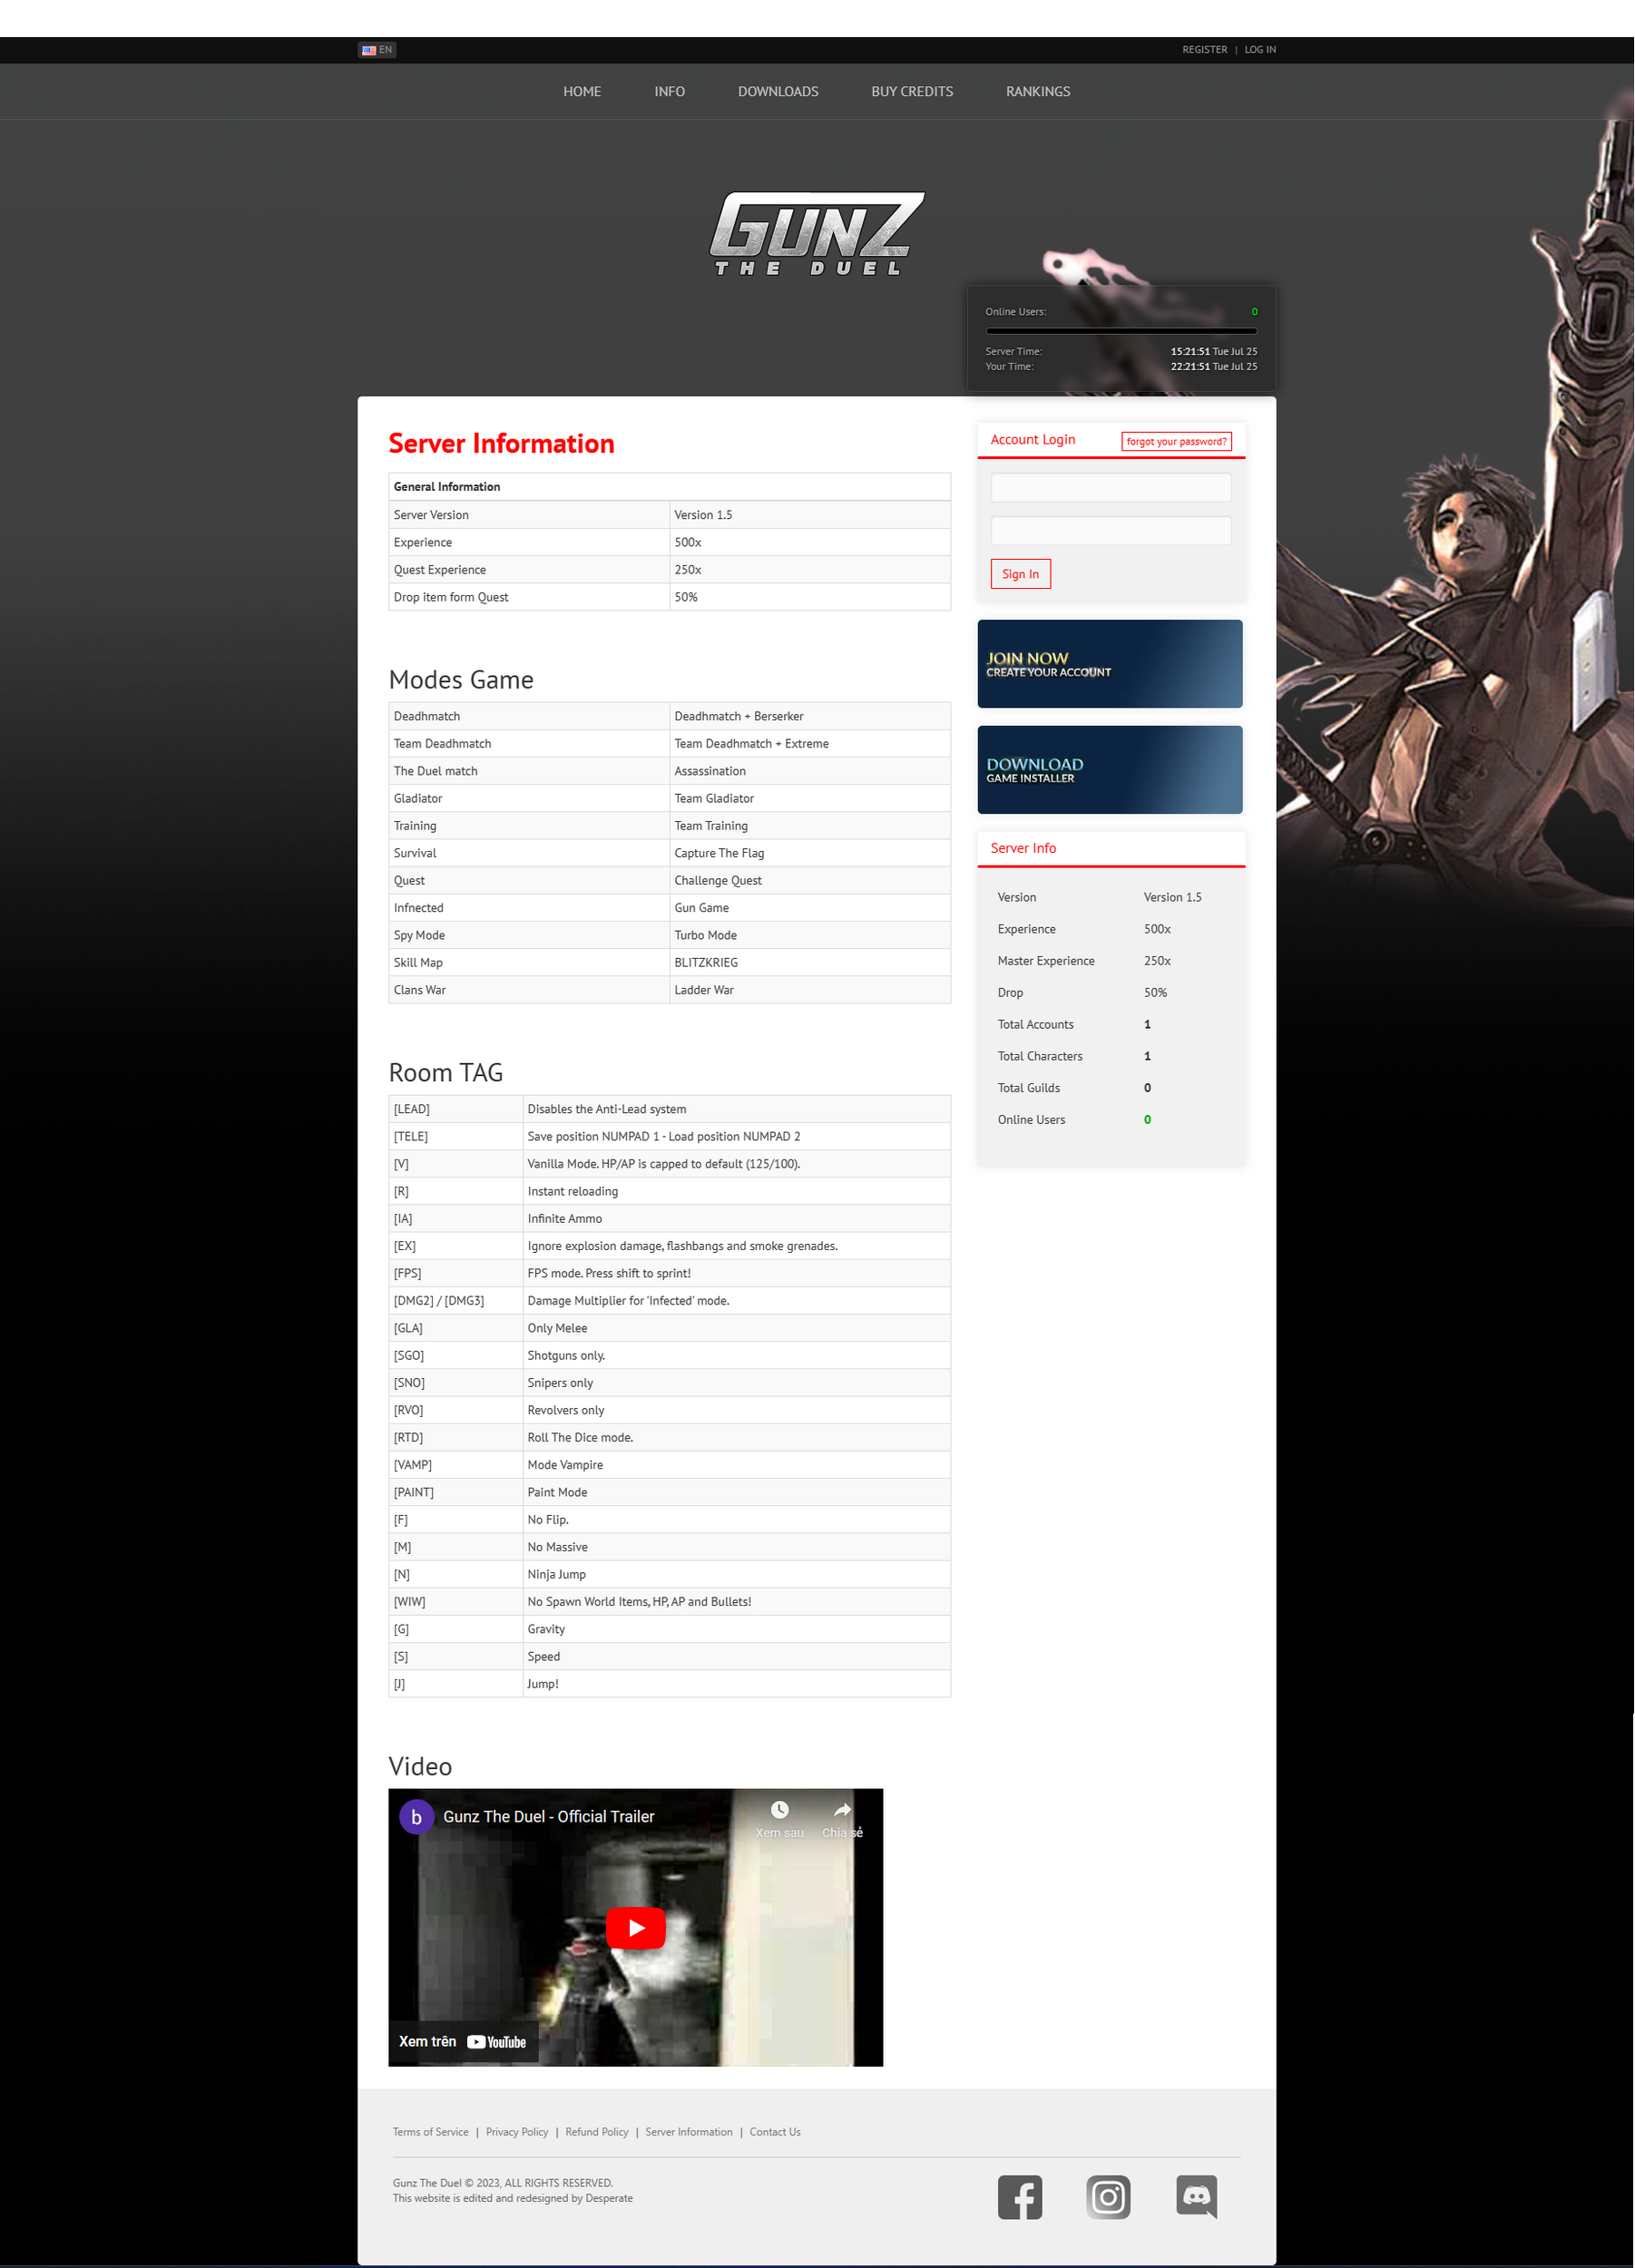 EN
REGISTER | LOG IN
HOME INFO DOWNLOADS BUY CREDITS RANKINGS
GUNZ
THE DUEL
Online Users: 0
Server Time: 15:21:51 Tue Jul 25
Your Time: 22:21:51 Tue Jul 25
Server Information
General Information
Server Version Version 1.5
Experience 500x
Quest Experience 250x
Drop item form Quest 50%
Modes Game
Deadhmatch Deadhmatch + Berserker
Team Deadhmatch Team Deadhmatch + Extreme
The Duel match Assassination
Gladiator Team Gladiator
Training Team Training
Survival Capture The Flag
Quest Challenge Quest
Infnected Gun Game
Spy Mode Turbo Mode
Skill Map BLITZKRIEG
Clans War Ladder War
Room TAG
[LEAD] Disables the Anti-Lead system
[TELE] Save position NUMPAD 1 - Load position NUMPAD 2
[V] Vanilla Mode. HP/AP is capped to default (125/100).
[R] Instant reloading
[IA] Infinite Ammo
[EX] Ignore explosion damage, flashbangs and smoke grenades.
[FPS] FPS mode. Press shift to sprint!
[DMG2] / [DMG3] Damage Multiplier for 'Infected' mode.
[GLA] Only Melee
[SGO] Shotguns only.
[SNO] Snipers only
[RVO] Revolvers only
[RTD] Roll The Dice mode.
[VAMP] Mode Vampire
[PAINT] Paint Mode
[F] No Flip.
[M] No Massive
[N] Ninja Jump
[WIW] No Spawn World Items, HP, AP and Bullets!
[G] Gravity
[S] Speed
[J] Jump!
Video
b Gunz The Duel - Official Trailer
Xem sau Chia sẻ
Xem trên YouTube
Account Login forgot your password?
Sign In
JOIN NOW
CREATE YOUR ACCOUNT
DOWNLOAD
GAME INSTALLER
Server Info
Version Version 1.5
Experience 500x
Master Experience 250x
Drop 50%
Total Accounts 1
Total Characters 1
Total Guilds 0
Online Users 0
Terms of Service | Privacy Policy | Refund Policy | Server Information | Contact Us
Gunz The Duel © 2023, ALL RIGHTS RESERVED.
This website is edited and redesigned by Desperate